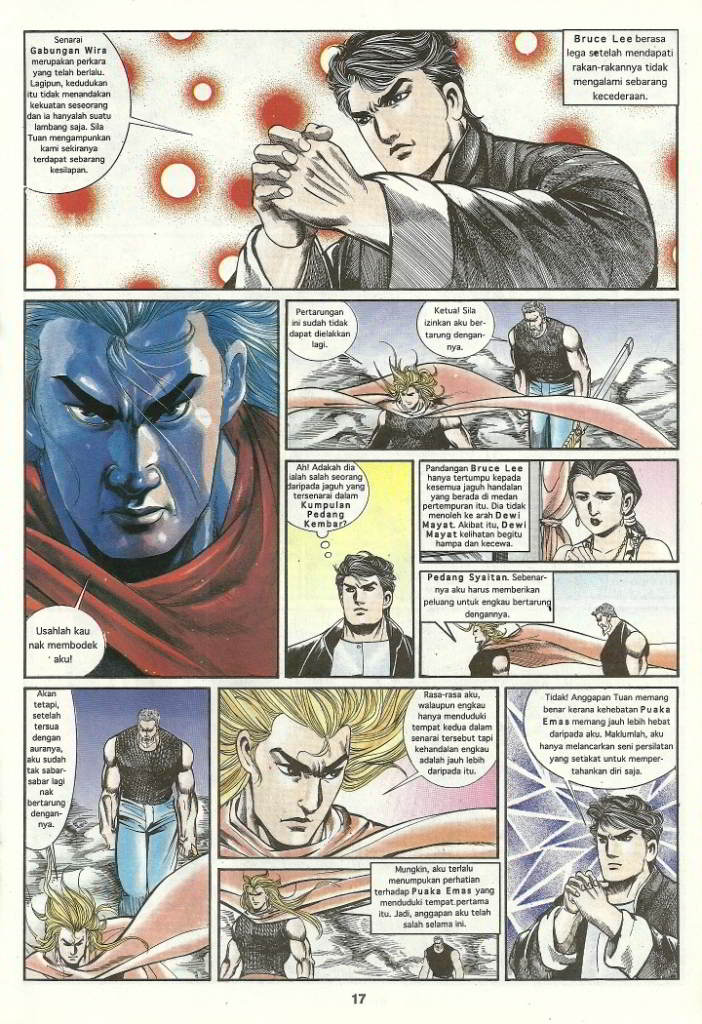 Senarai
Gabungan Wira
merupakan perkara
yang telah berlalu.
Lagipun, kedudukan
itu tidak menandakan
kekuatan seseorang
dan ia hanyalah suatu
lambang saja. Sila
Tuan mengampunkan
kami sekiranya
terdapat sebarang
kesilapan.
Bruce Lee berasa
lega setelah mendapati
rakan-rakannya tidak
mengalami sebarang
kecederaan.
Usahlah kau
nak membodek
aku!
Pertarungan
ini sudah tidak
dapat dielakkan
lagi.
Ketua! Sila
izinkan aku ber-
tarung dengan-
nya.
Ah! Adakah dia
ialah salah seorang
daripada jaguh yang
tersenarai dalam
Kumpulan
Pedang
Kembar?
Pandangan Bruce Lee
hanya tertumpu kepada
kesemua jaguh handalan
yang berada di medan
pertempuran itu. Dia tidak
menoleh ke arah Dewi
Mayat. Akibat itu, Dewi
Mayat kelihatan begitu
hampa dan kecewa.
Pedang Syaitan. Sebenar-
nya aku harus memberikan
peluang untuk engkau bertarung
dengannya.
Akan
tetapi,
setelah
tersua
dengan
auranya,
aku sudah
tak sabar-
sabar lagi
nak
bertarung
dengan-
nya.
Rasa-rasa aku,
walaupun engkau
hanya menduduki
tempat kedua dalam
senarai tersebut tapi
kehandalan engkau
adalah jauh lebih
daripada itu.
Mungkin, aku terlalu
menumpukan perhatian
terhadap Puaka Emas yang
menduduki tempat pertama
itu. Jadi, anggapan aku telah
salah selama ini.
Tidak! Anggapan Tuan memang
benar kerana kehebatan Puaka
Emas memang jauh lebih hebat
daripada aku. Maklumlah, aku
hanya melancarkan seni persilatan
yang setakat untuk memper-
tahankan diri saja.
17